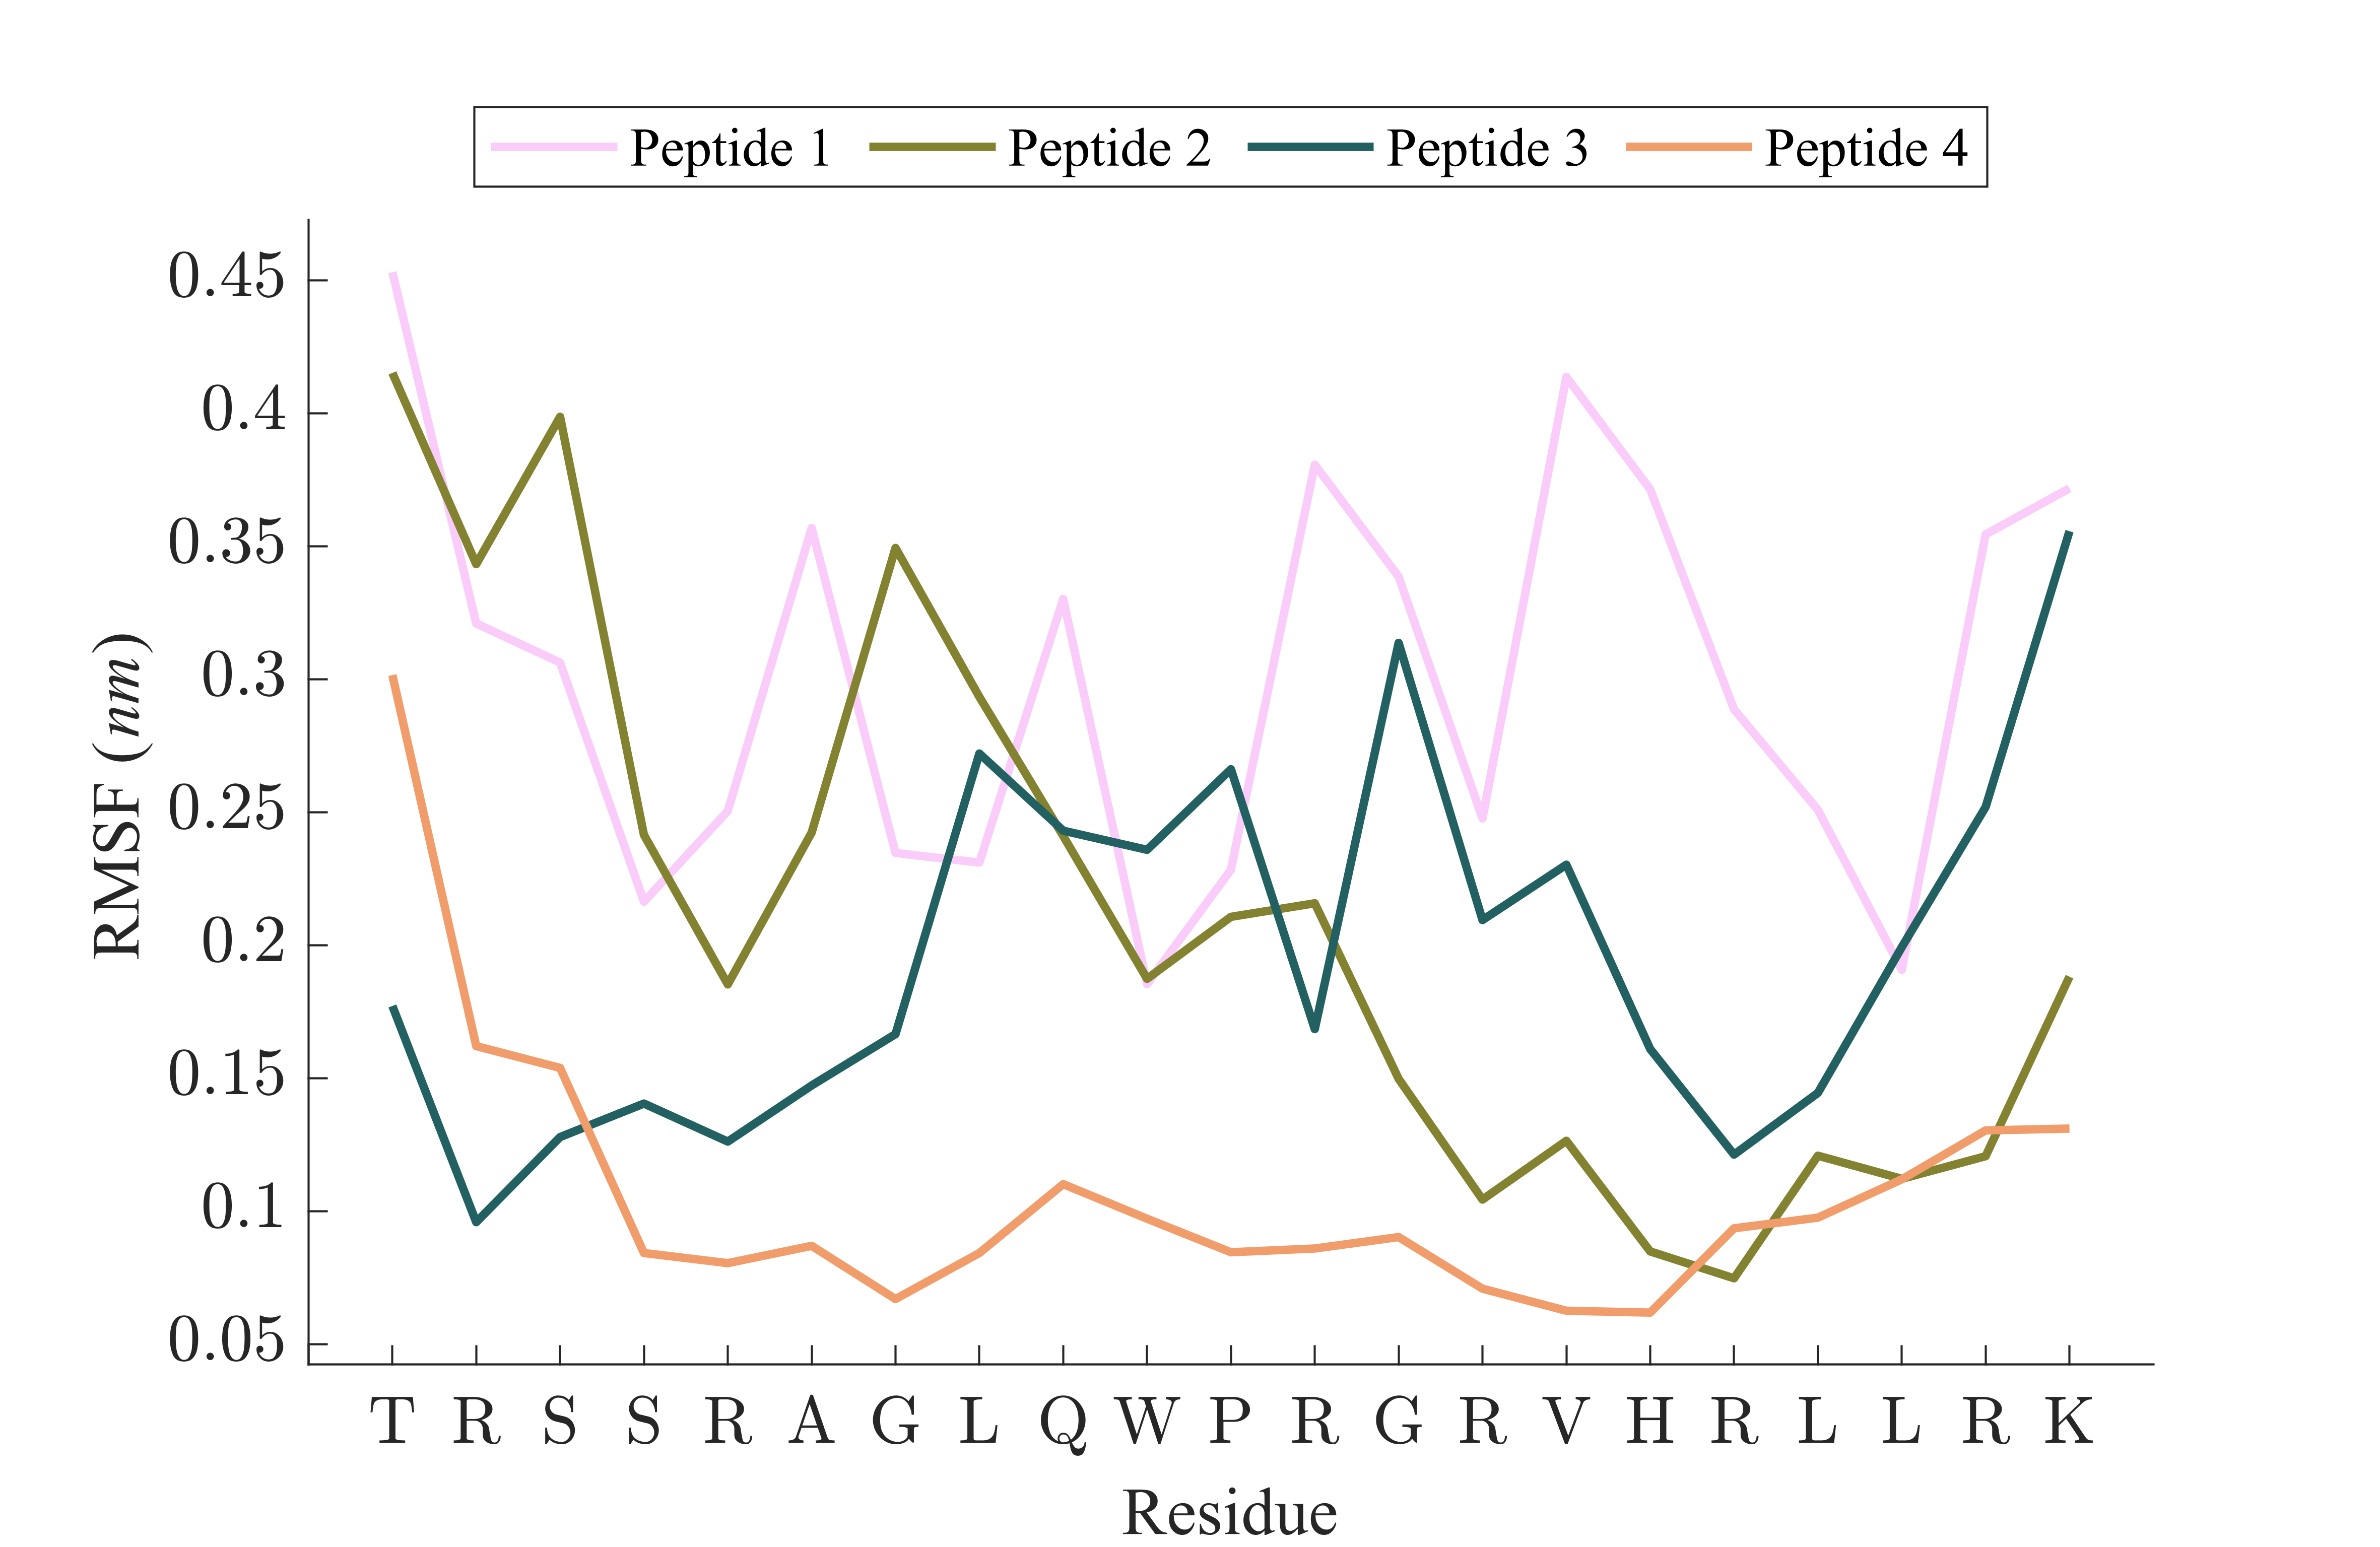 Peptide 1 Peptide 2 Peptide 3 Peptide 4
0.45
0.4
0.35
0.3
0.25
0.2
0.15
0.1
0.05
RMSF (nm)
T R S S R A G L Q W P R G R V H R L L R K
Residue